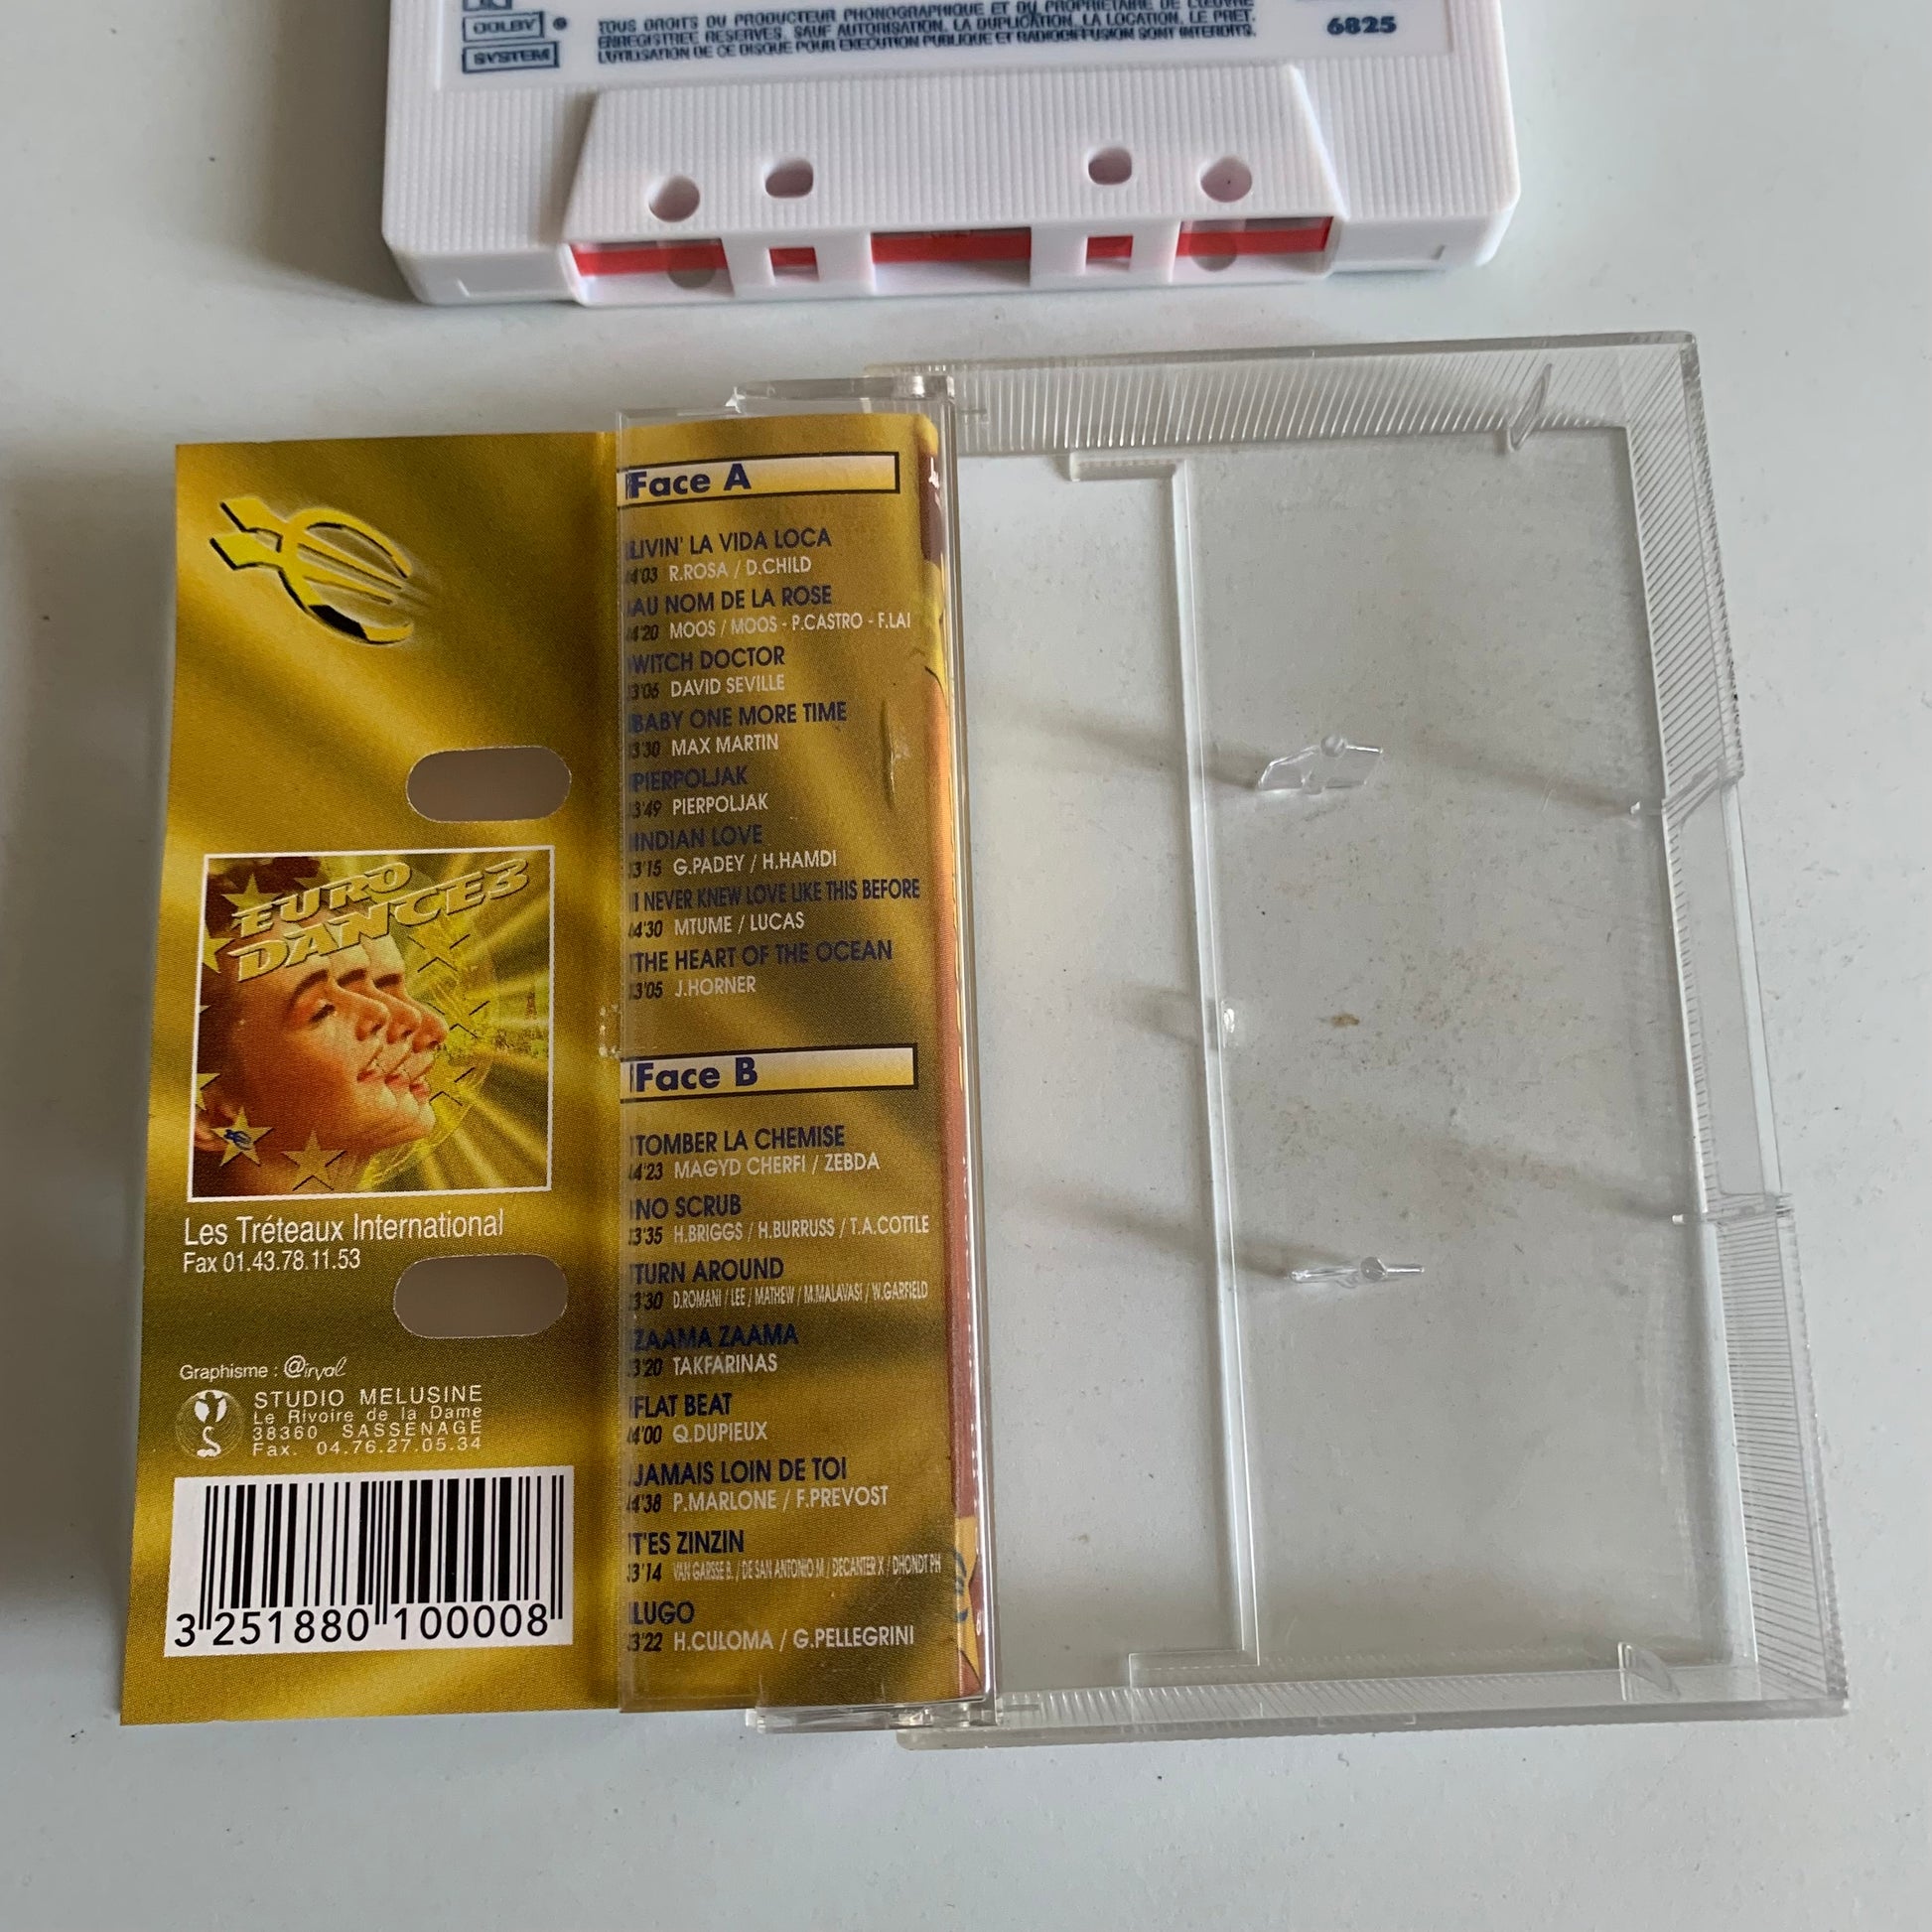 DOLBY
SYSTEM
TOUS DROITS DU PRODUCTEUR PHONOGRAPHIQUE ET DU PROPRIETAIRE DE L'ŒUVRE
ENREGISTREE RESERVES. SAUF AUTORISATION, LA DUPLICATION, LA LOCATION, LE PRET,
L'UTILISATION DE CE DISQUE POUR EXECUTION PUBLIQUE ET RADIODIFFUSION SONT INTERDITS.
6825
EURO
DANCE3
Les Tréteaux International
Fax 01.43.78.11.53
Graphisme : @irval
STUDIO MELUSINE
Le Rivoire de la Dame
38360 SASSENAGE
Fax. 04.76.27.05.34
3 251880 100008
Face A
LIVIN' LA VIDA LOCA
4'03 R.ROSA / D.CHILD
AU NOM DE LA ROSE
4'20 MOOS / MOOS - P.CASTRO - F.LAI
WITCH DOCTOR
3'06 DAVID SEVILLE
BABY ONE MORE TIME
3'30 MAX MARTIN
PIERPOLJAK
3'49 PIERPOLJAK
INDIAN LOVE
3'15 G.PADEY / H.HAMDI
I NEVER KNEW LOVE LIKE THIS BEFORE
4'30 MTUME / LUCAS
THE HEART OF THE OCEAN
3'05 J.HORNER
Face B
TOMBER LA CHEMISE
4'23 MAGYD CHERFI / ZEBDA
NO SCRUB
3'35 H.BRIGGS / H.BURRUSS / T.A.COTTLE
TURN AROUND
3'30 D.ROMANI / LEE / MATHEW / M.MALAVASI / W.GARFIELD
ZAAMA ZAAMA
3'20 TAKFARINAS
FLAT BEAT
4'00 Q.DUPIEUX
JAMAIS LOIN DE TOI
4'38 P.MARLONE / F.PREVOST
T'ES ZINZIN
3'14 VAN GARSSE B. / DE SAN ANTONIO M / DECANTER X / DHONDT PH
LUGO
3'22 H.CULOMA / G.PELLEGRINI